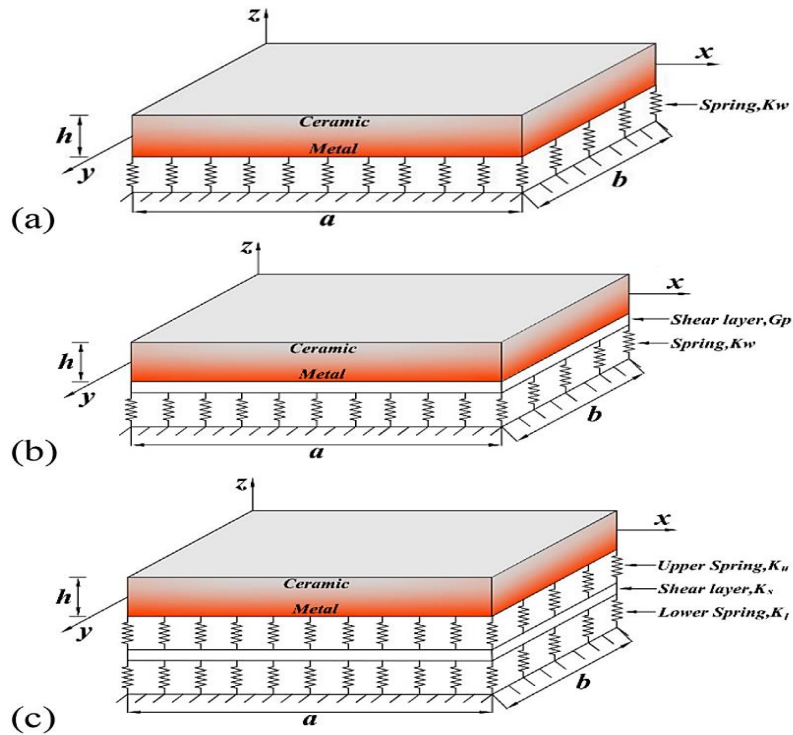 z
x
Ceramic
Spring,Kw
h
Metal
y
b
a
(a)
z
x
Shear layer,Gp
Ceramic
Spring,Kw
h
Metal
y
b
a
(b)
z
x
Upper Spring,Ku
Ceramic
Shear layer,Ks
h
Metal
Lower Spring,Kl
y
b
a
(c)